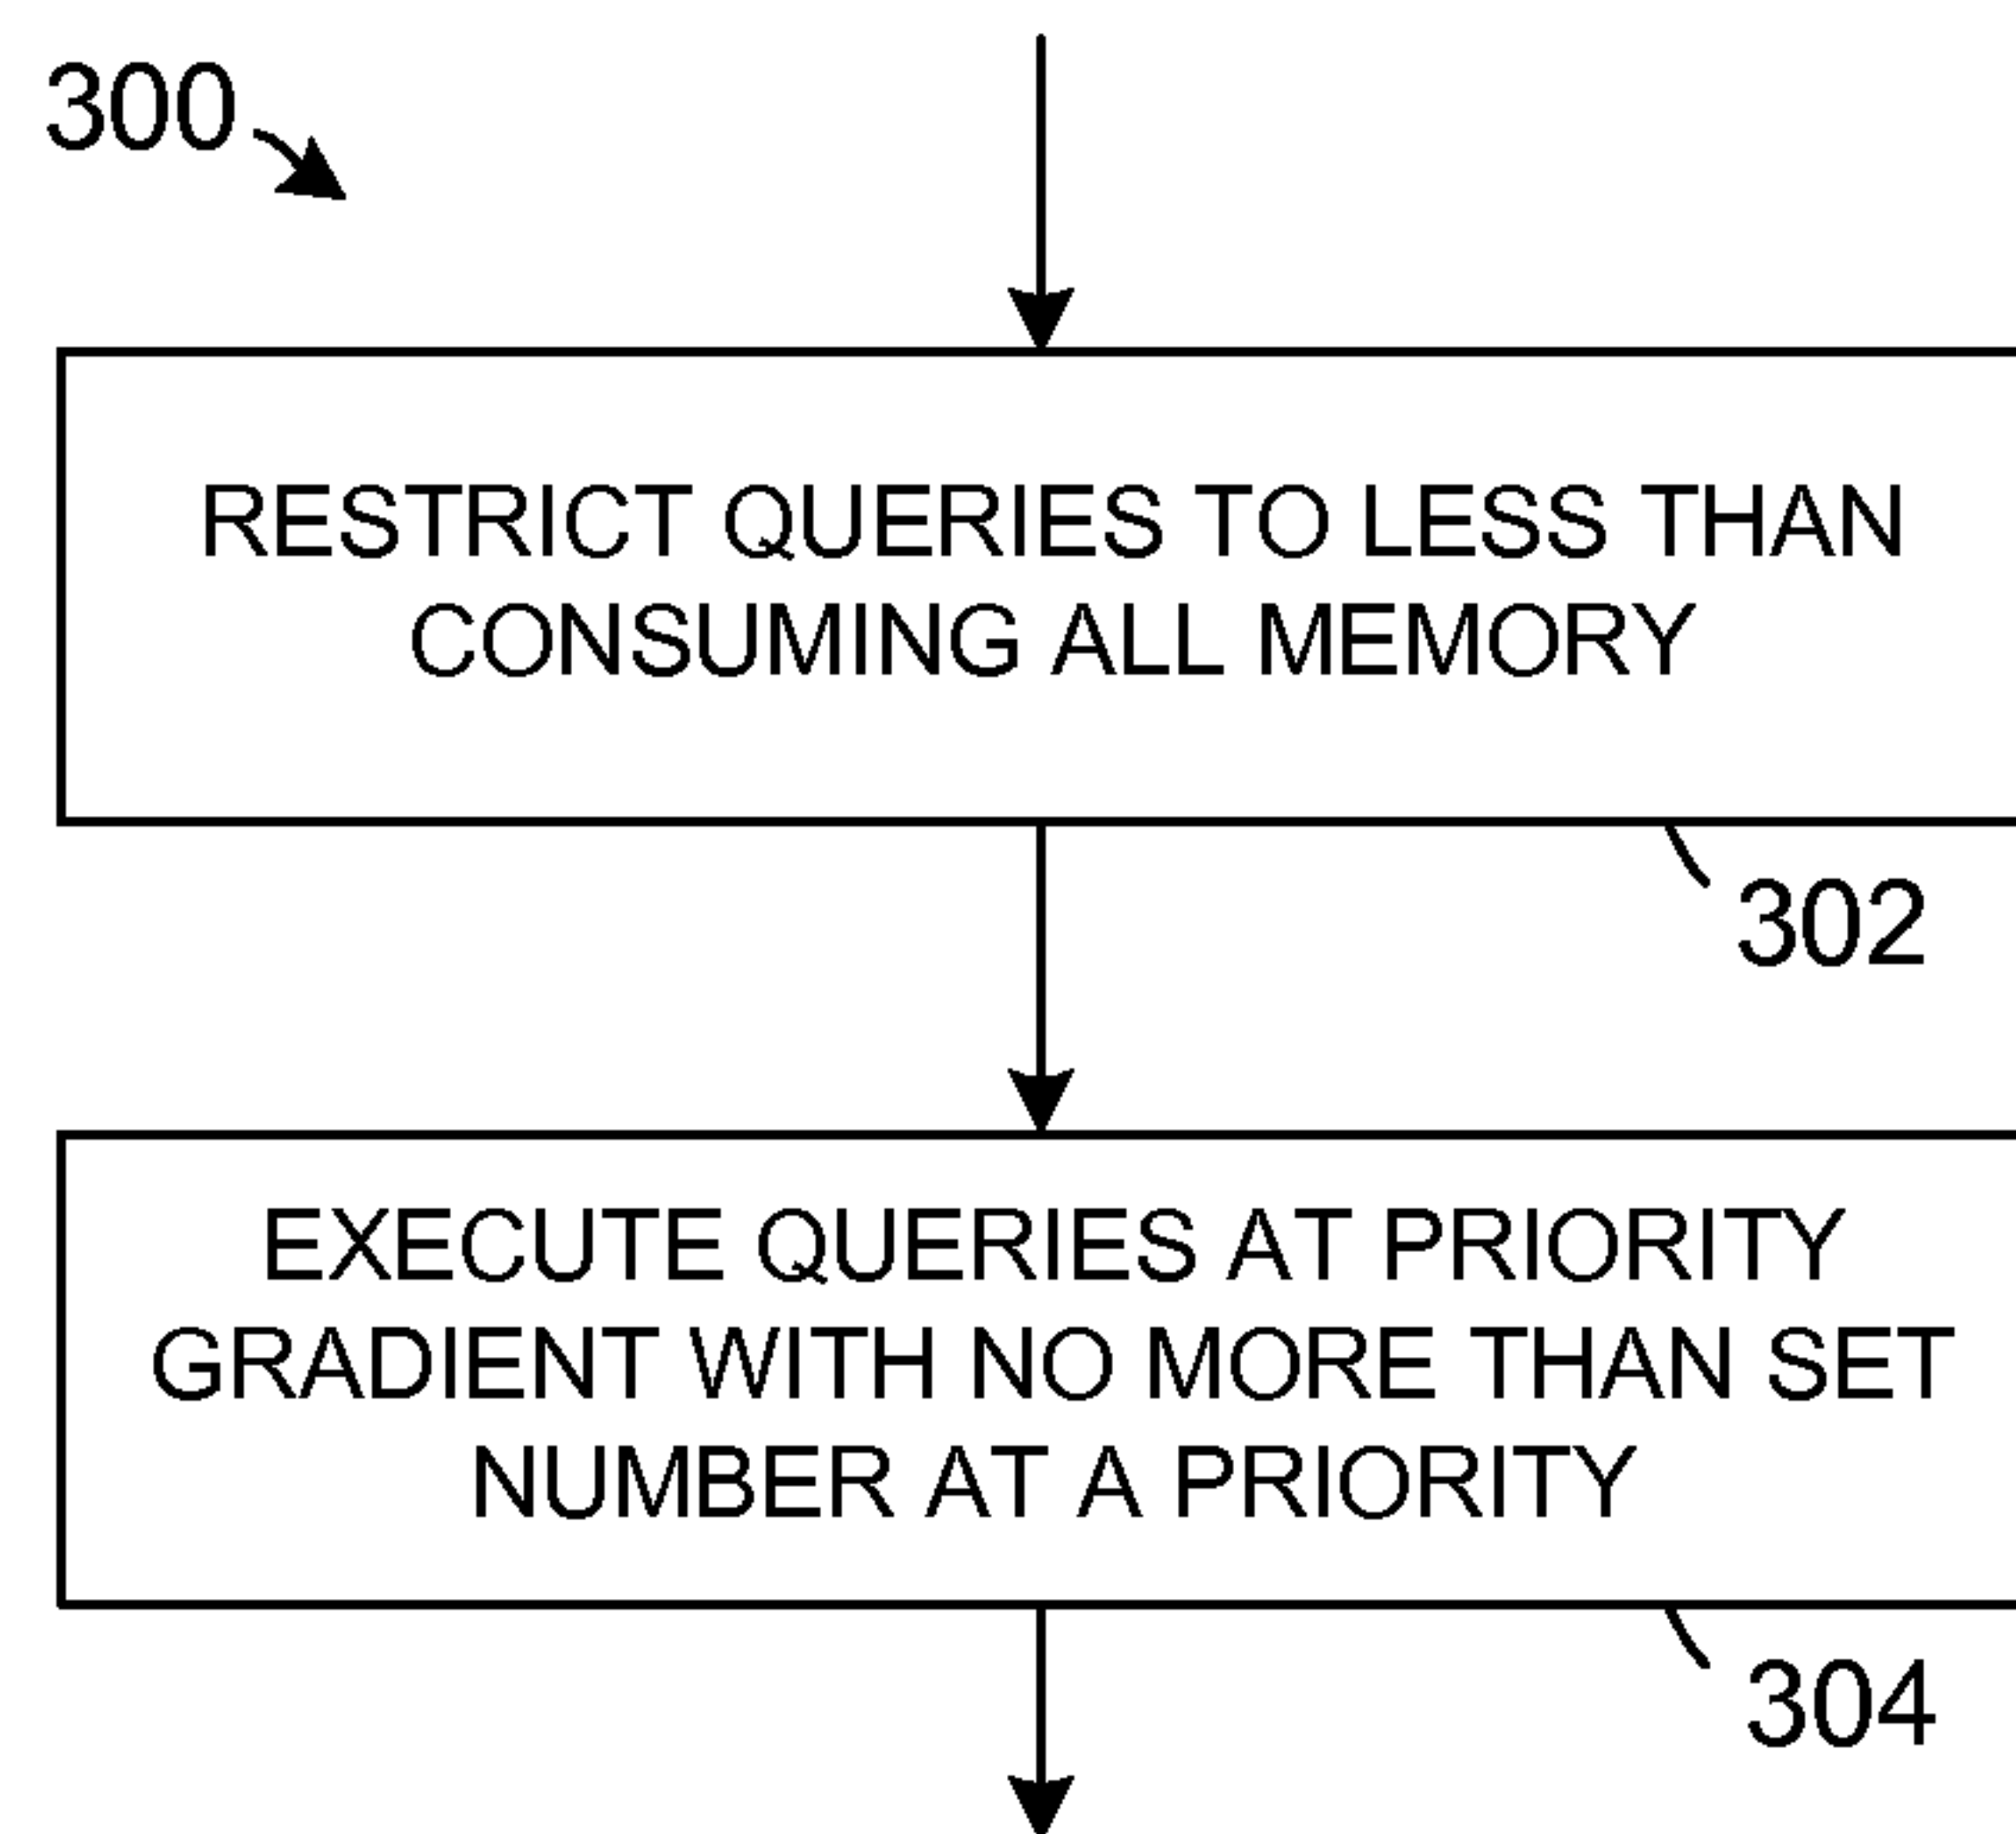 300
RESTRICT QUERIES TO LESS THAN
CONSUMING ALL MEMORY
302
EXECUTE QUERIES AT PRIORITY
GRADIENT WITH NO MORE THAN SET
NUMBER AT A PRIORITY
304